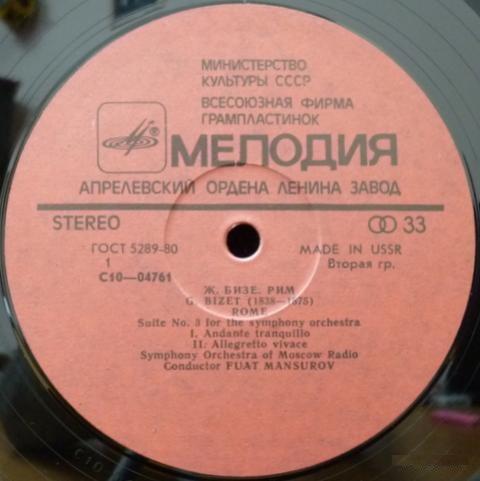 МИНИСТЕРСТВО
КУЛЬТУРЫ СССР
ВСЕСОЮЗНАЯ ФИРМА
ГРАМПЛАСТИНОК
МЕЛОДИЯ
АПРЕЛЕВСКИЙ ОРДЕНА ЛЕНИНА ЗАВОД
STEREO 33
ГОСТ 5289-80 MADE IN USSR
1 Вторая гр.
С10—04761
Ж. БИЗЕ. РИМ
G. BIZET (1838—1875)
ROME
Suite No. 3 for the symphony orchestra
I. Andante tranquillo
II. Allegretto vivace
Symphony Orchestra of Moscow Radio
Conductor FUAT MANSUROV
С10